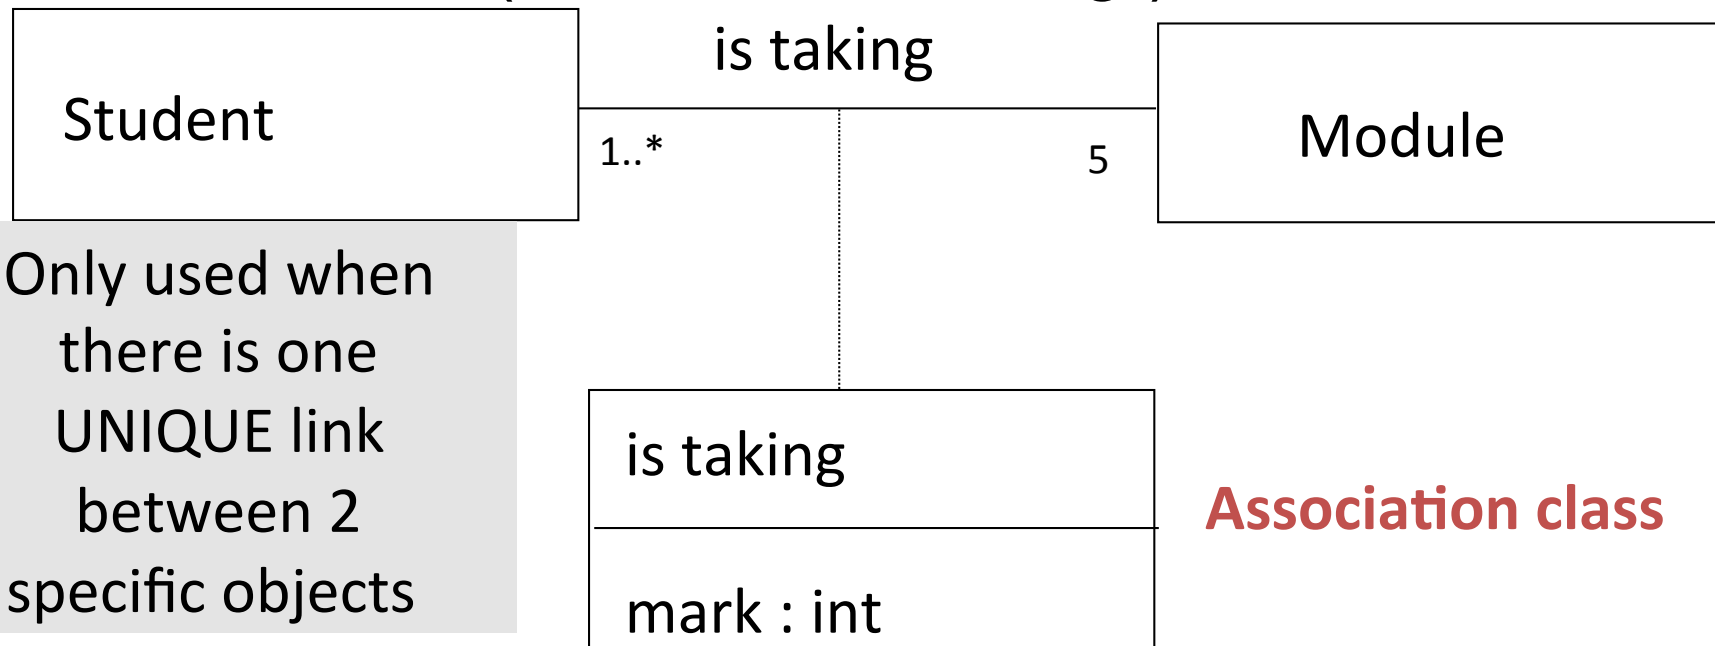 is taking
Student
Module
1..*
5
Only used when
there is one
UNIQUE link
between 2
specific objects
is taking
Association class
mark : int